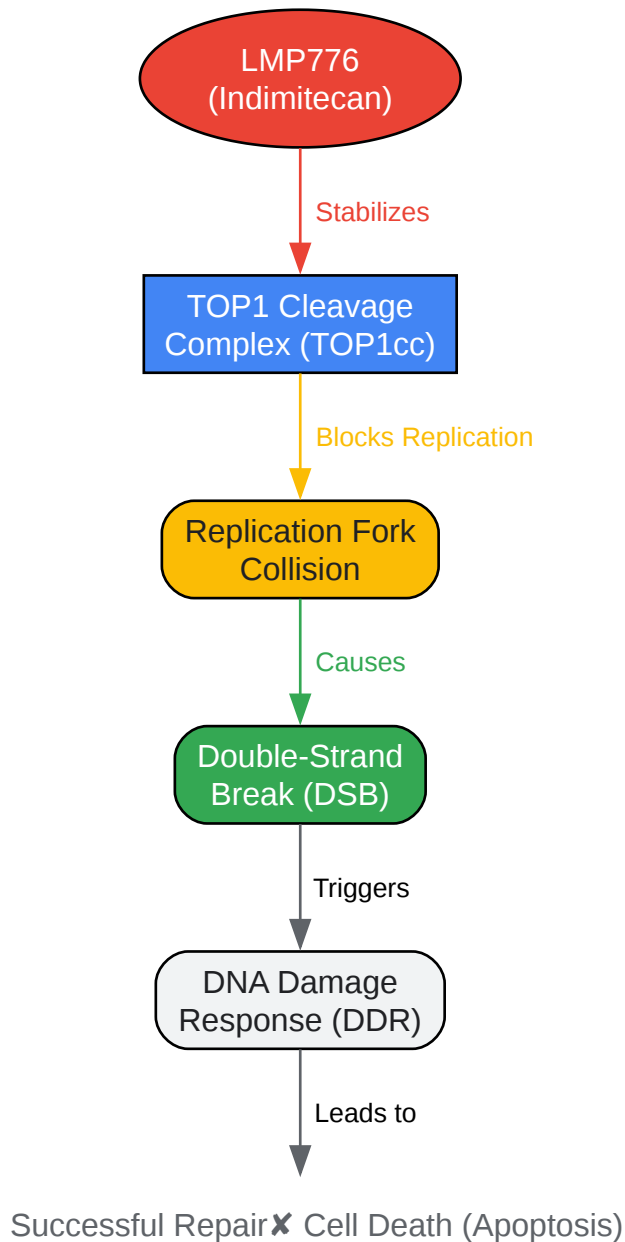 LMP776
(Indimitecan)
Stabilizes
TOP1 Cleavage
Complex (TOP1cc)
Blocks Replication
Replication Fork
Collision
Causes
Double-Strand
Break (DSB)
Triggers
DNA Damage
Response (DDR)
Leads to
Successful Repair✘ Cell Death (Apoptosis)